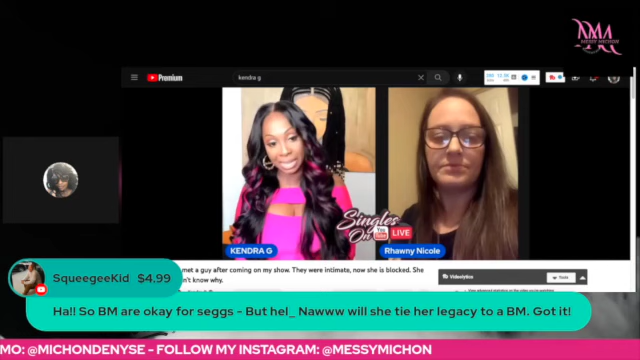 MESSY MICHON
Premium
kendra g
Singles
On YouTube LIVE
KENDRA G
Rhawny Nicole
met a guy after coming on my show. They were intimate, now she is blocked. She
n't know why.
Videolytics
SqueegeeKid $4.99
Ha!! So BM are okay for seggs - But hel_ Nawww will she tie her legacy to a BM. Got it!
MO: @MICHONDENYSE - FOLLOW MY INSTAGRAM: @MESSYMICHON